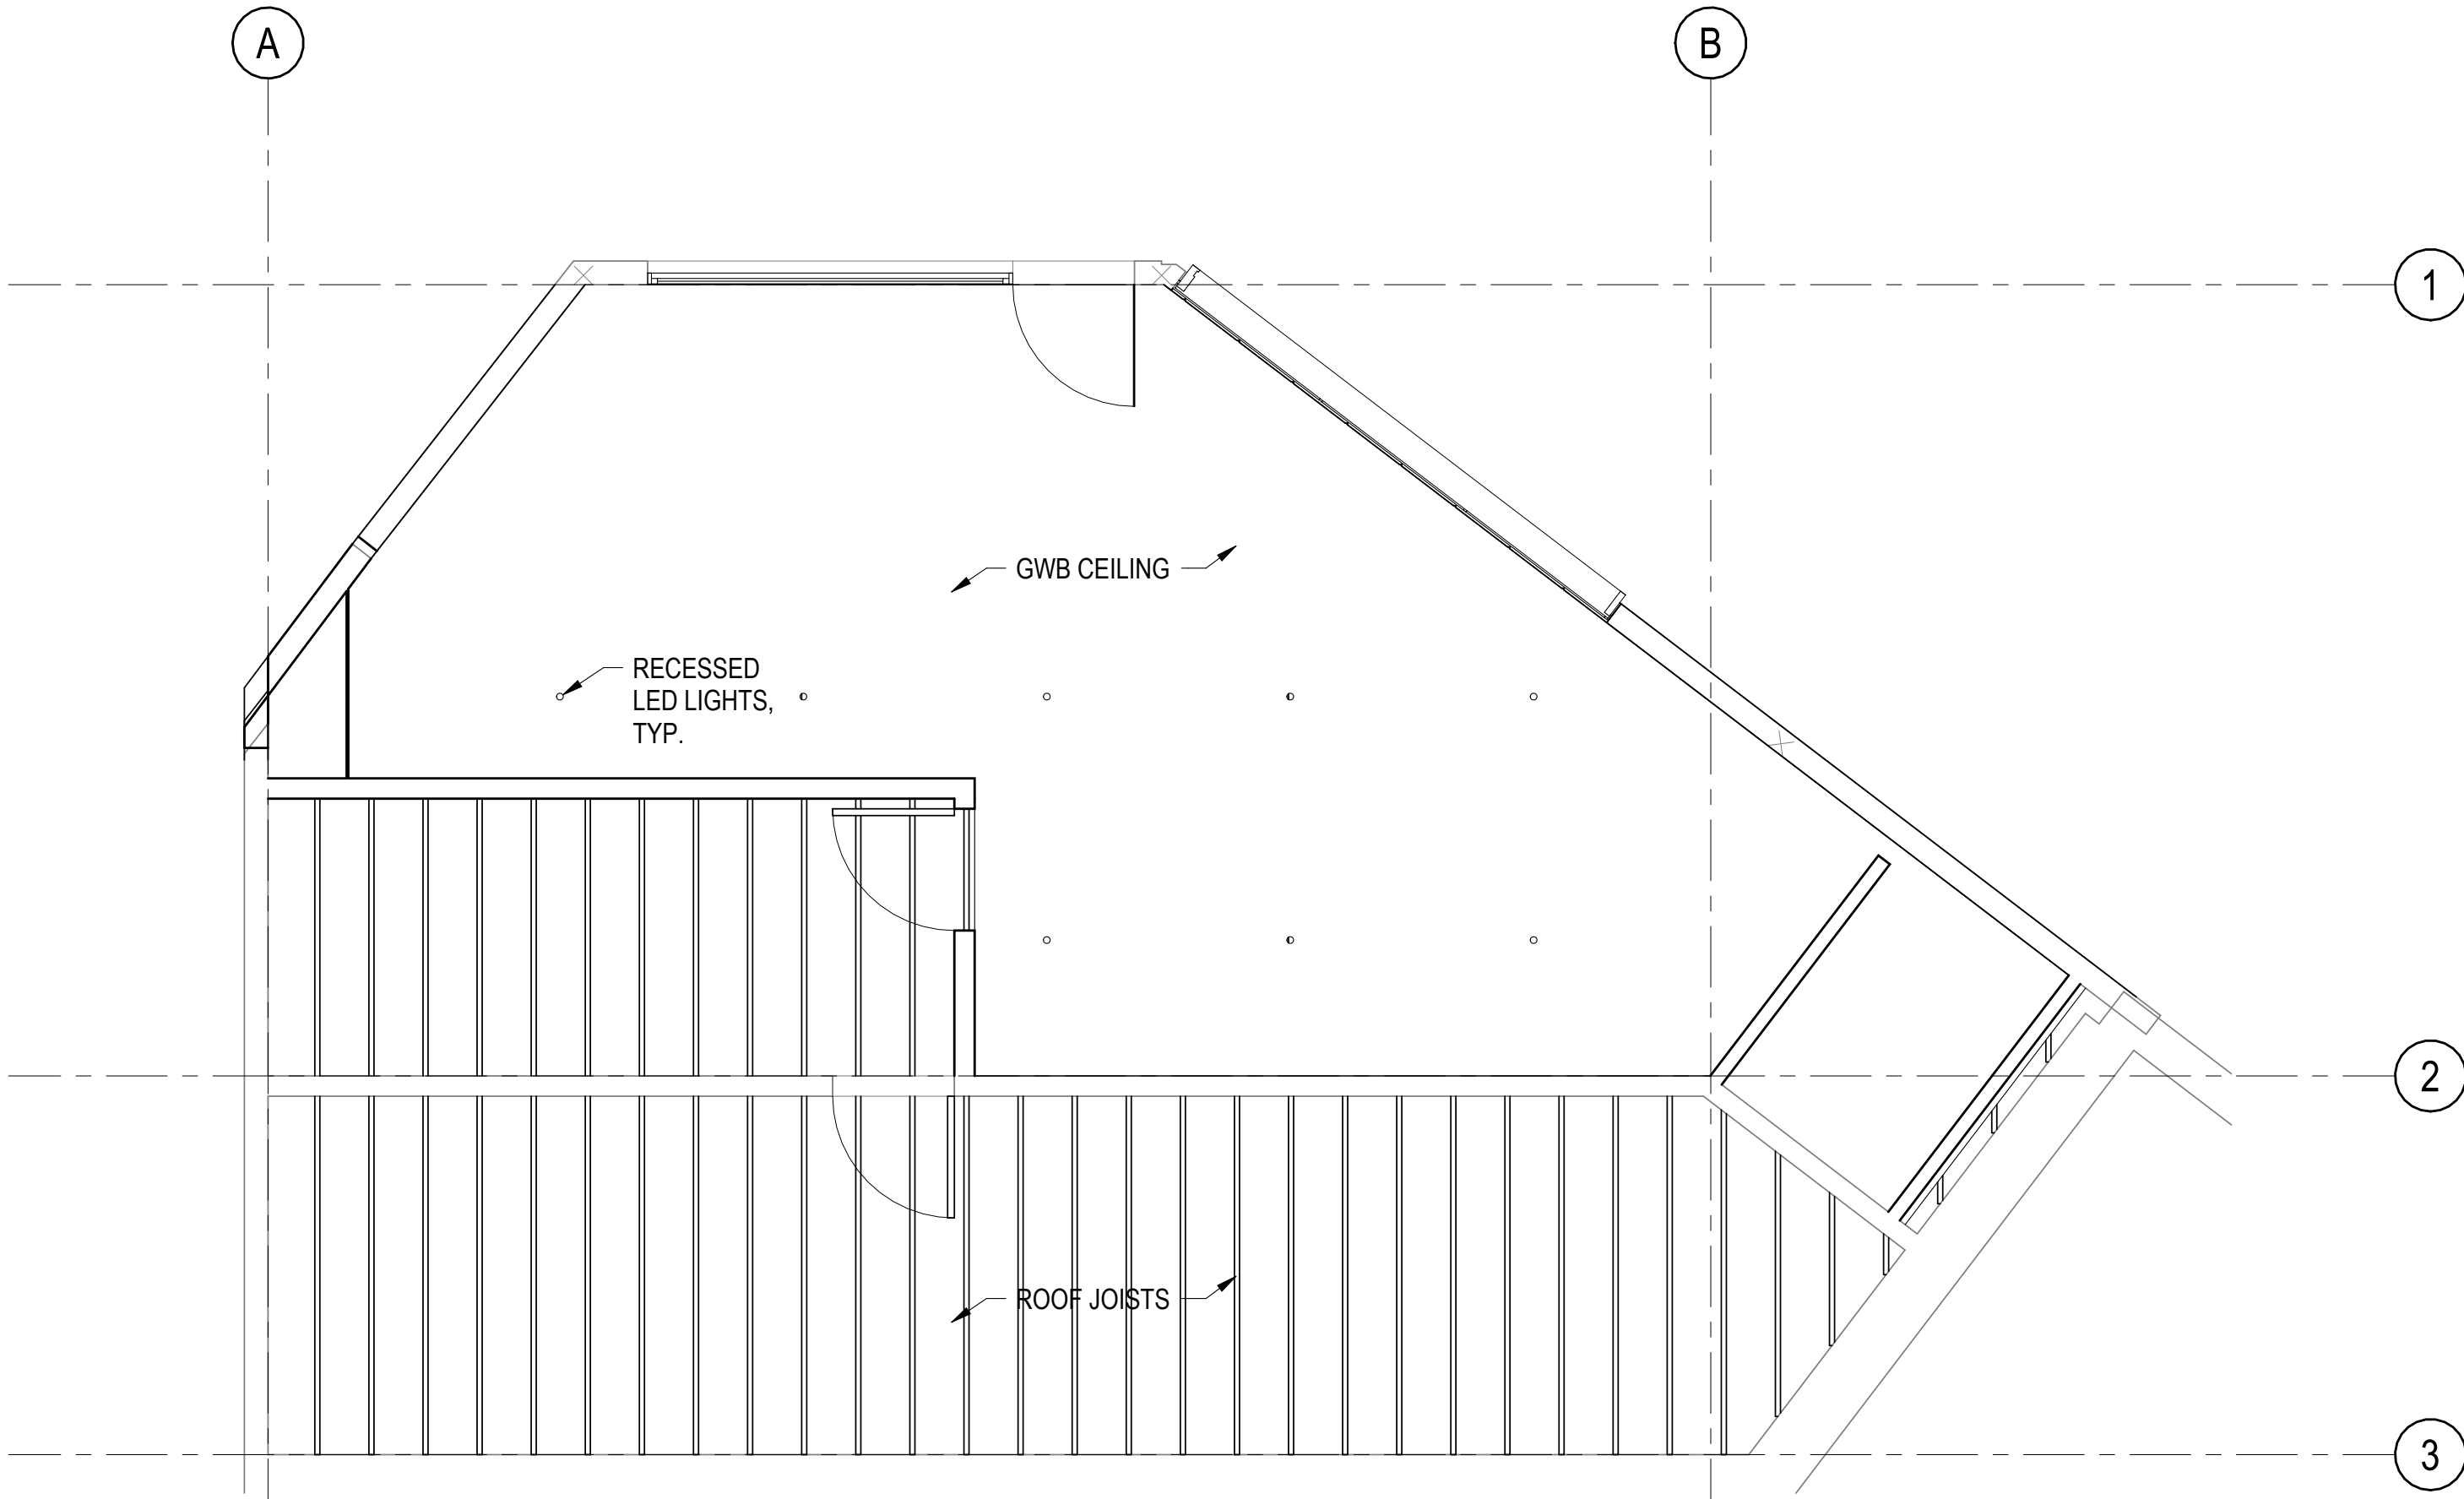 A
B
1
GWB CEILING
RECESSED
LED LIGHTS,
TYP.
2
ROOF JOISTS
3